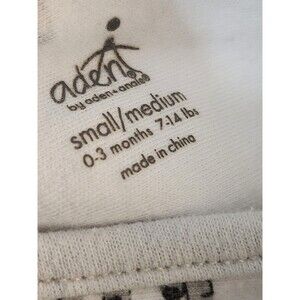 aden
by aden+anais®
small/medium
0-3 months 7-14 lbs
made in china